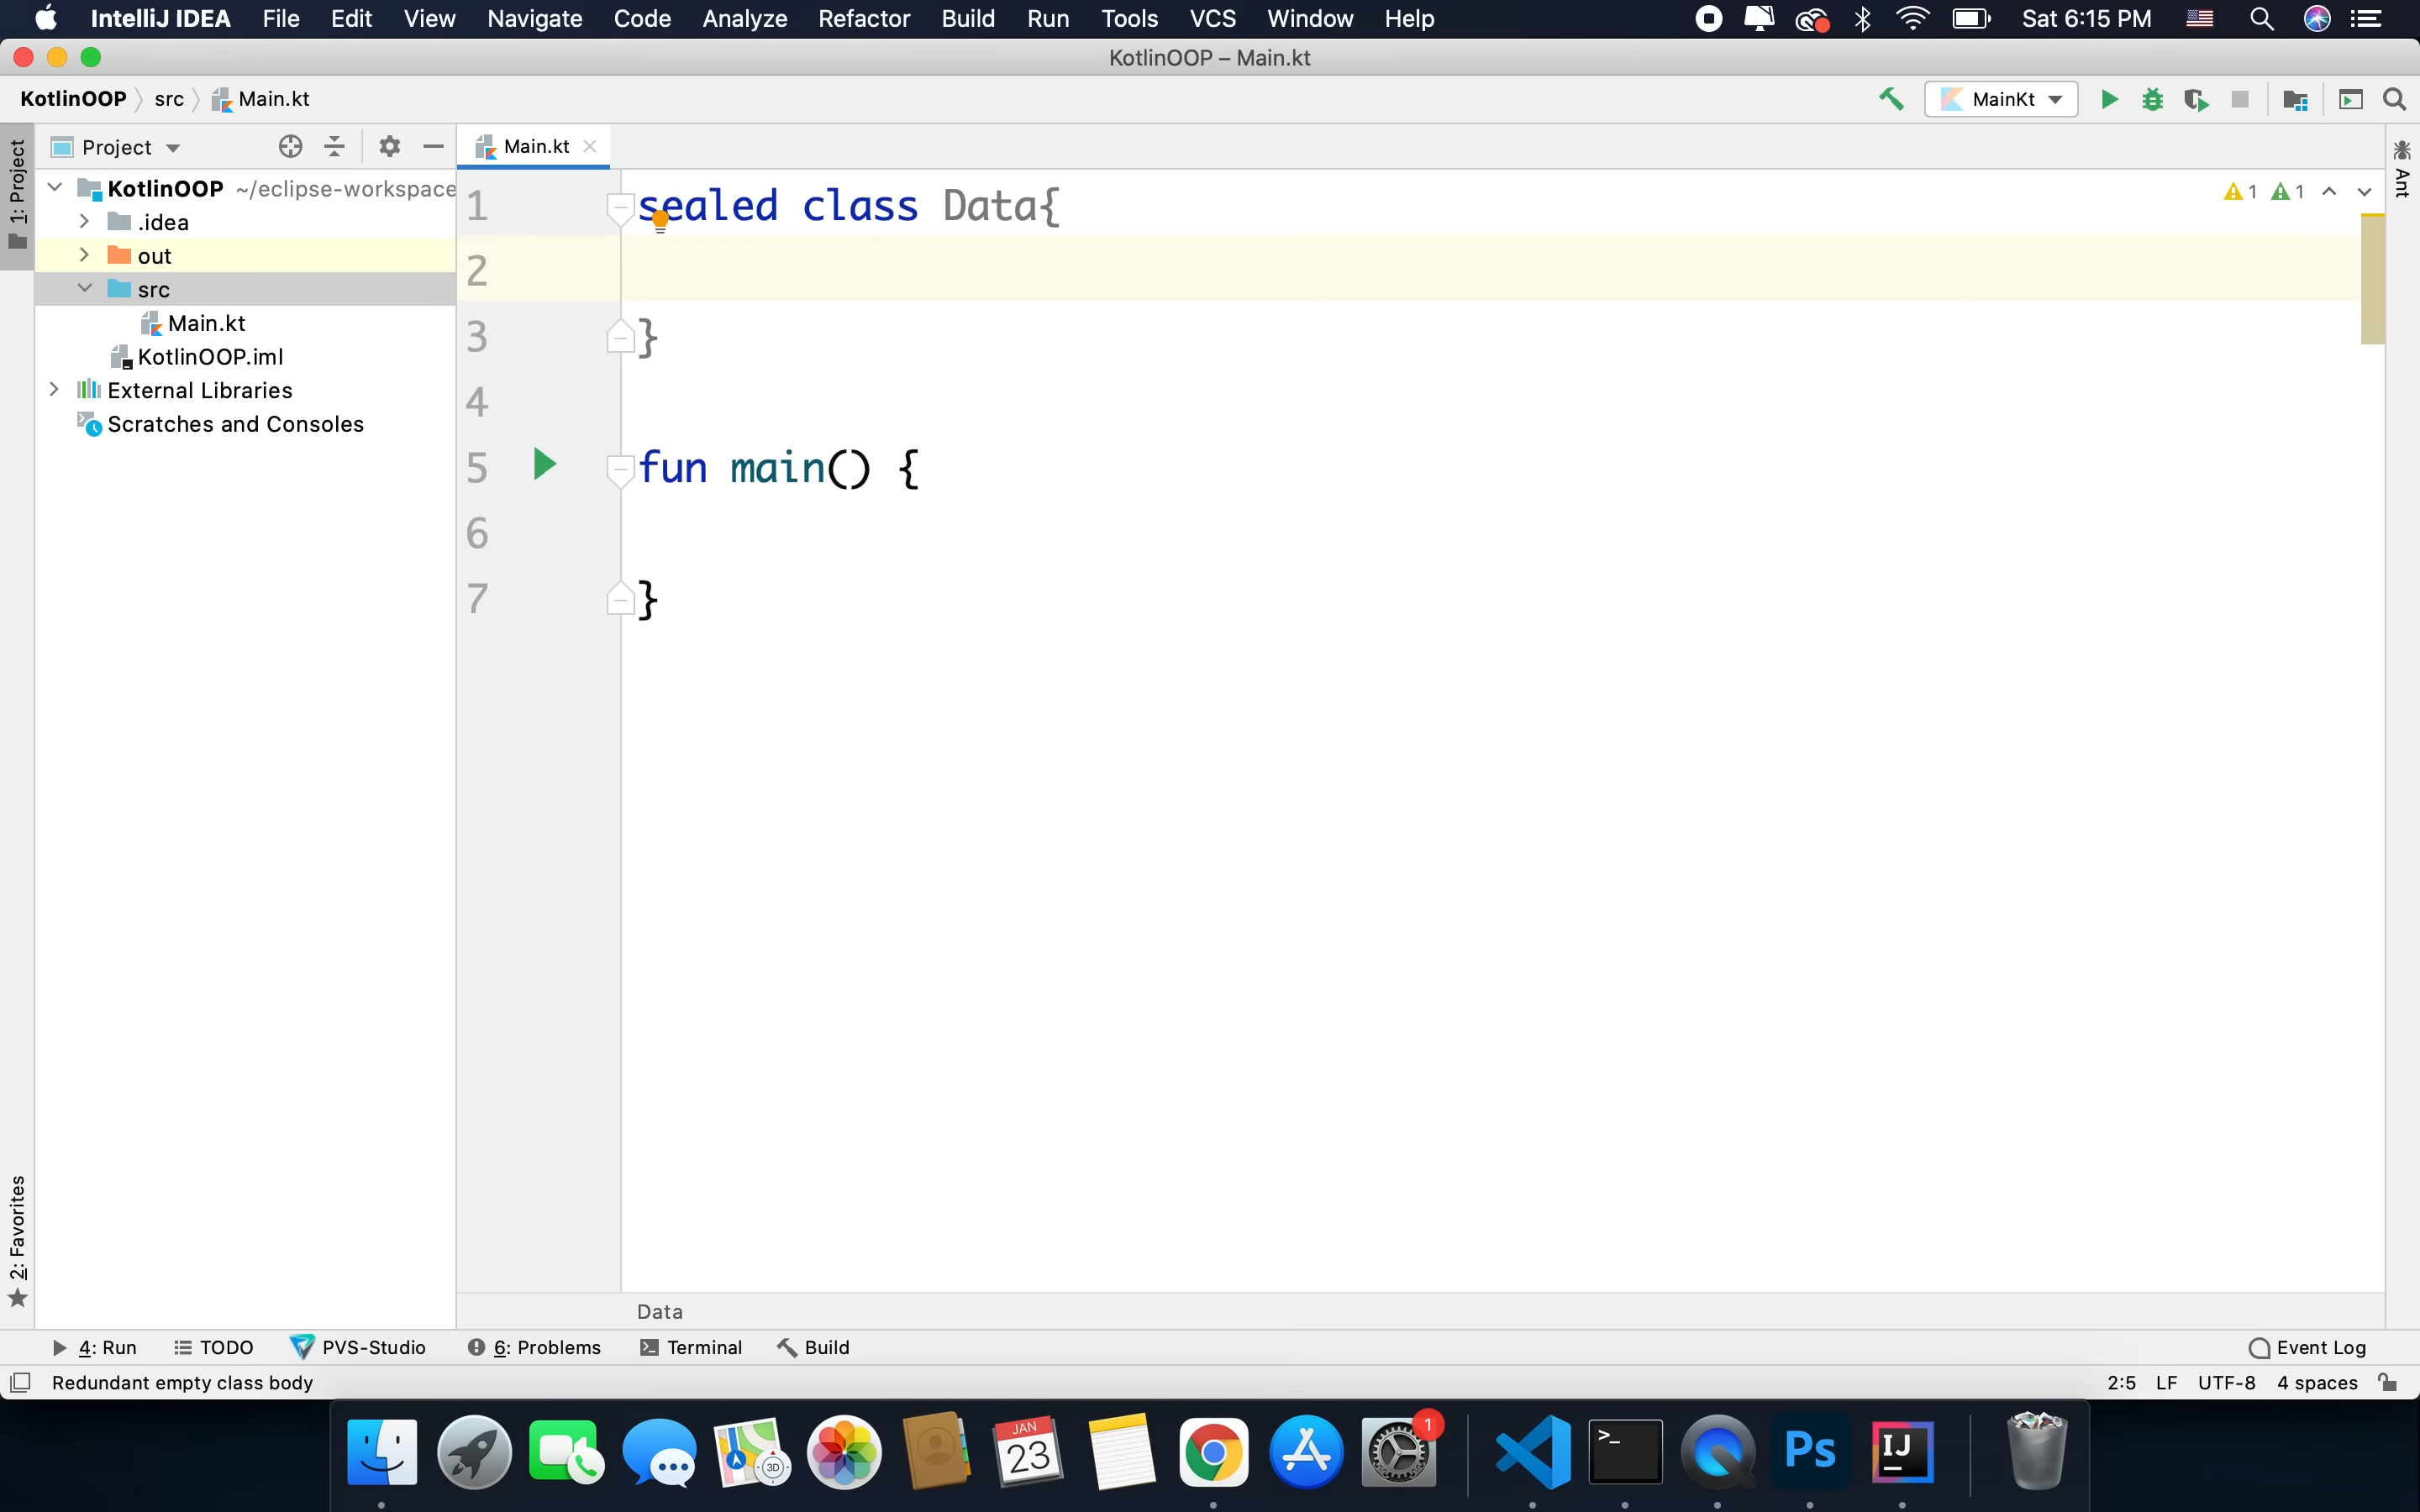 IntelliJ IDEA File Edit View Navigate Code Analyze Refactor Build Run Tools VCS Window Help Sat 6:15 PM
KotlinOOP – Main.kt
KotlinOOP src Main.kt MainKt
1: Project
Project
Main.kt
Ant
KotlinOOP ~/eclipse-workspace
.idea
out
src
Main.kt
KotlinOOP.iml
External Libraries
Scratches and Consoles
1 sealed class Data{
1 1
2
3 }
4
5 fun main() {
6
7 }
2: Favorites
Data
4: Run TODO PVS-Studio 6: Problems Terminal Build Event Log
Redundant empty class body 2:5 LF UTF-8 4 spaces
3D
JAN
23
1
>_
Ps
IJ